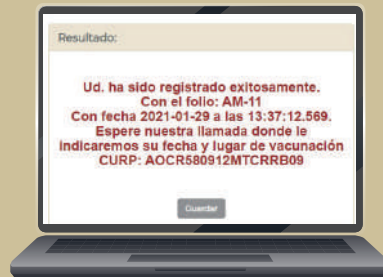 Resultado:
Ud. ha sido registrado exitosamente.
Con el folio: AM-11
Con fecha 2021-01-29 a las 13:37:12.569.
Espere nuestra llamada donde le
indicaremos su fecha y lugar de vacunación
CURP: AOCR580912MTCRRB09
Guardar